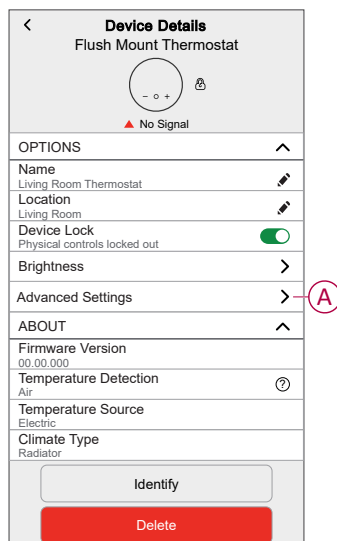 Device Details
Flush Mount Thermostat
- o +
No Signal
OPTIONS
Name
Living Room Thermostat
Location
Living Room
Device Lock
Physical controls locked out
Brightness
Advanced Settings
A
ABOUT
Firmware Version
00.00.000
Temperature Detection
Air
?
Temperature Source
Electric
Climate Type
Radiator
Identify
Delete